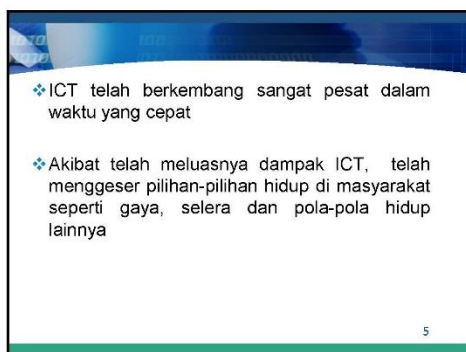 ❖ICT telah berkembang sangat pesat dalam
waktu yang cepat
❖Akibat telah meluasnya dampak ICT, telah
menggeser pilihan-pilihan hidup di masyarakat
seperti gaya, selera dan pola-pola hidup
lainnya
5